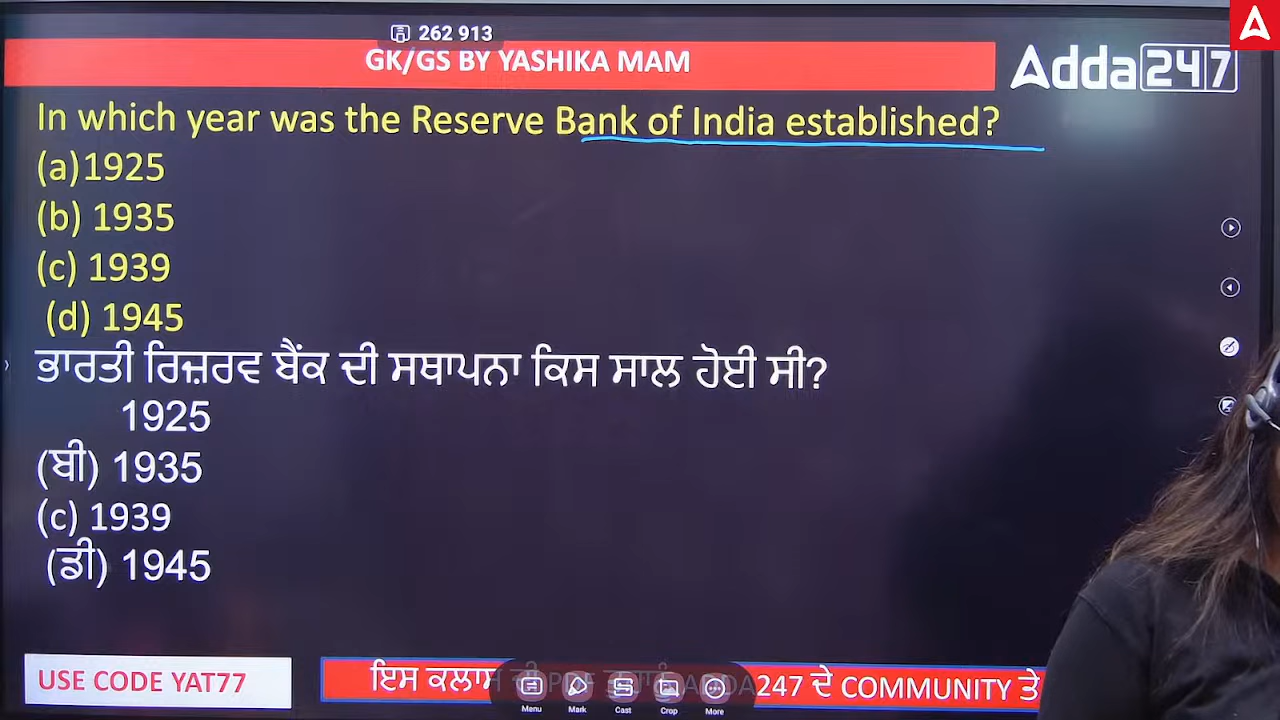 262 913
GK/GS BY YASHIKA MAM
Adda247
In which year was the Reserve Bank of India established?
(a)1925
(b) 1935
(c) 1939
(d) 1945
ਭਾਰਤੀ ਰਿਜ਼ਰਵ ਬੈਂਕ ਦੀ ਸਥਾਪਨਾ ਕਿਸ ਸਾਲ ਹੋਈ ਸੀ?
1925
(ਬੀ) 1935
(c) 1939
(ਡੀ) 1945
USE CODE YAT77
ਇਸ ਕਲਾਸ ਦੀ PDF ਤੁਹਾਨੂੰ ADDA 247 ਦੇ COMMUNITY ਤੇ
Menu Mark Cast Crop More